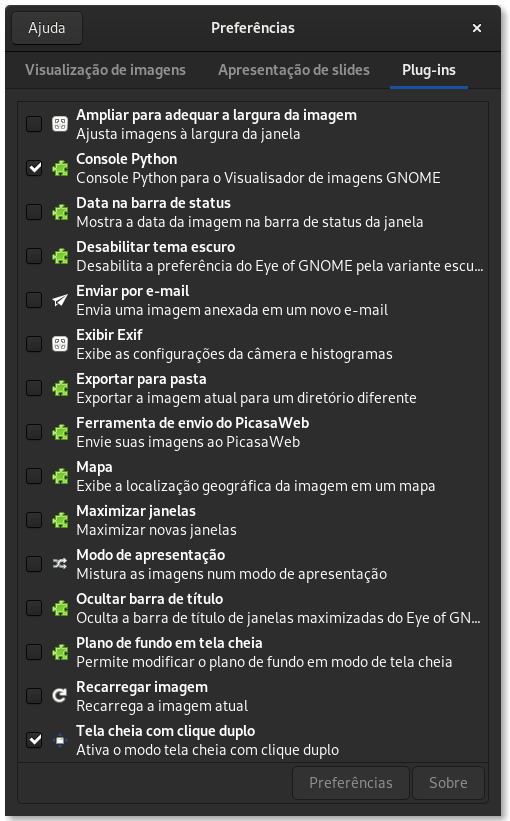 Ajuda
Preferências
Visualização de imagens
Apresentação de slides
Plug-ins
Ampliar para adequar a largura da imagem
Ajusta imagens à largura da janela
Console Python
Console Python para o Visualisador de imagens GNOME
Data na barra de status
Mostra a data da imagem na barra de status da janela
Desabilitar tema escuro
Desabilita a preferência do Eye of GNOME pela variante escu...
Enviar por e-mail
Envia uma imagem anexada em um novo e-mail
Exibir Exif
Exibe as configurações da câmera e histogramas
Exportar para pasta
Exportar a imagem atual para um diretório diferente
Ferramenta de envio do PicasaWeb
Envie suas imagens ao PicasaWeb
Mapa
Exibe a localização geográfica da imagem em um mapa
Maximizar janelas
Maximizar novas janelas
Modo de apresentação
Mistura as imagens num modo de apresentação
Ocultar barra de título
Oculta a barra de título de janelas maximizadas do Eye of GN...
Plano de fundo em tela cheia
Permite modificar o plano de fundo em modo de tela cheia
Recarregar imagem
Recarrega a imagem atual
Tela cheia com clique duplo
Ativa o modo tela cheia com clique duplo
Preferências
Sobre